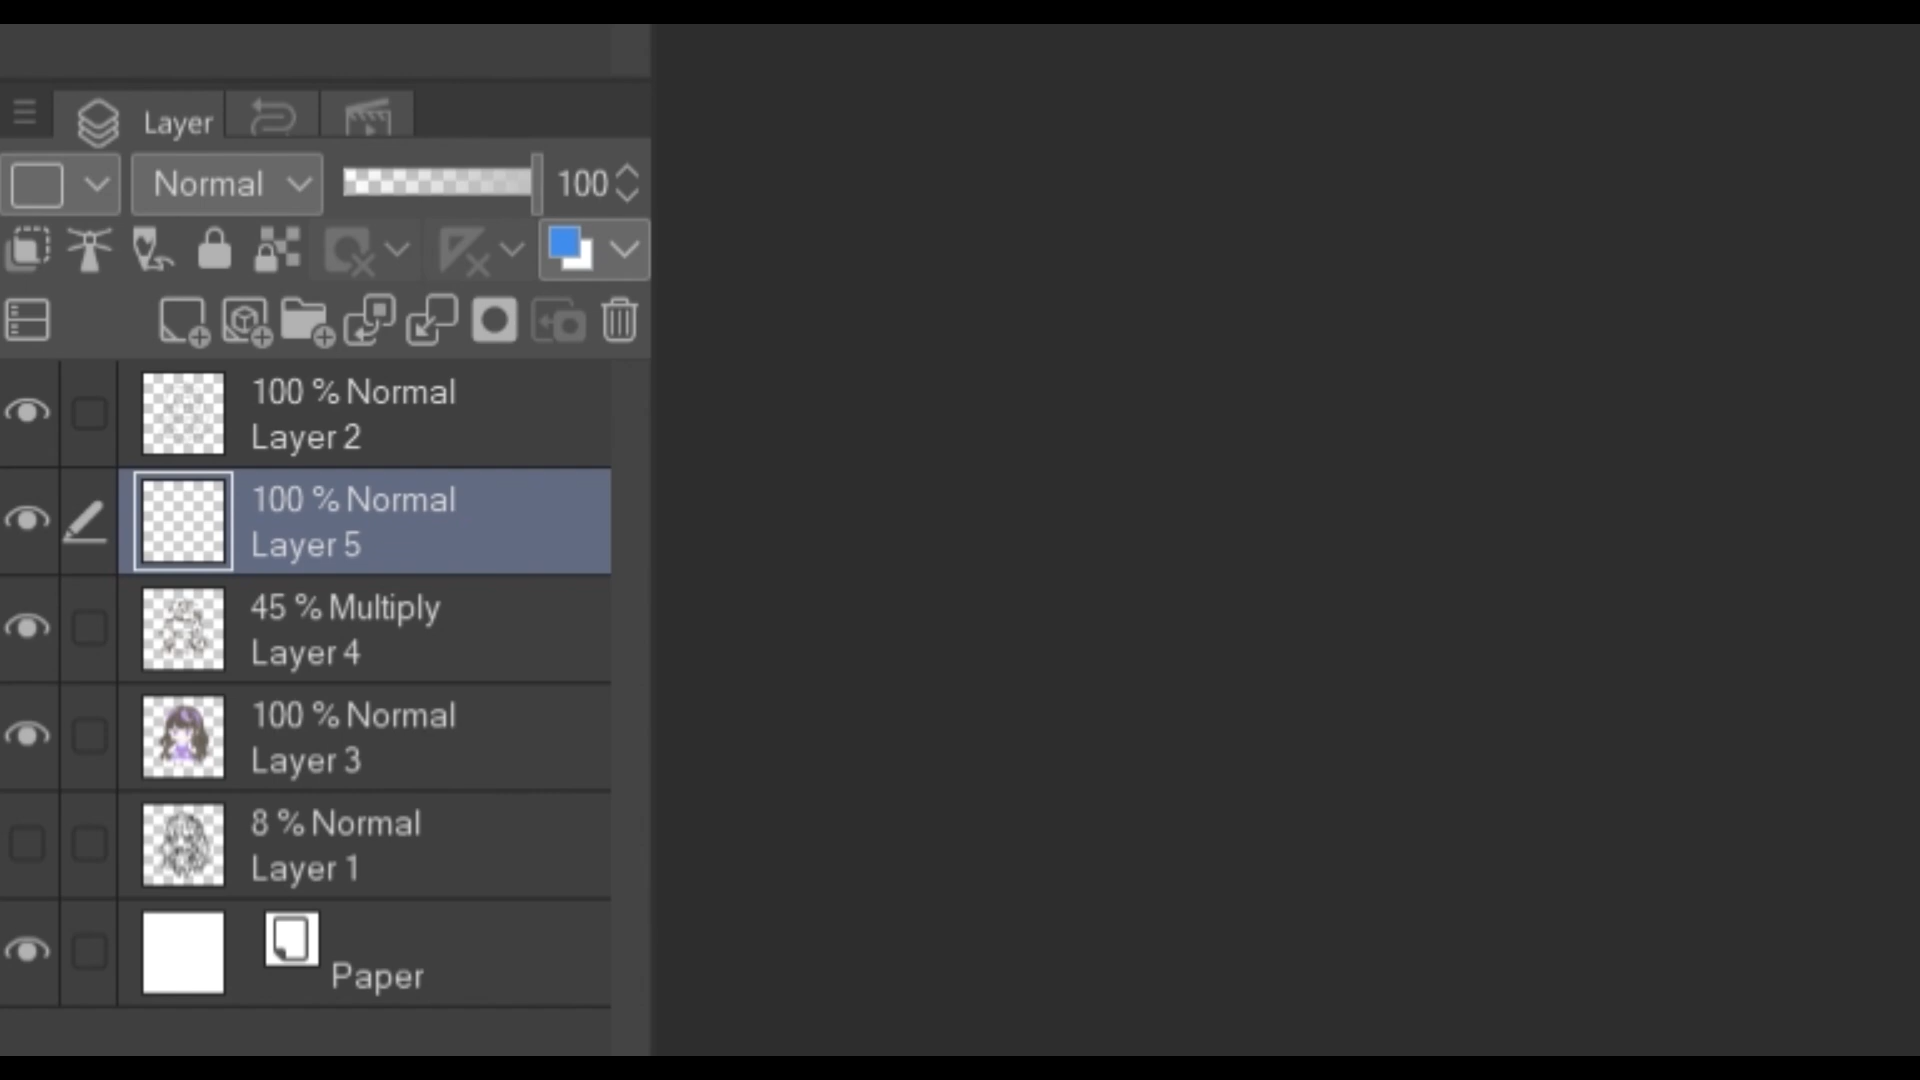 Layer
Normal 100
100 % Normal
Layer 2
100 % Normal
Layer 5
45 % Multiply
Layer 4
100 % Normal
Layer 3
8 % Normal
Layer 1
Paper